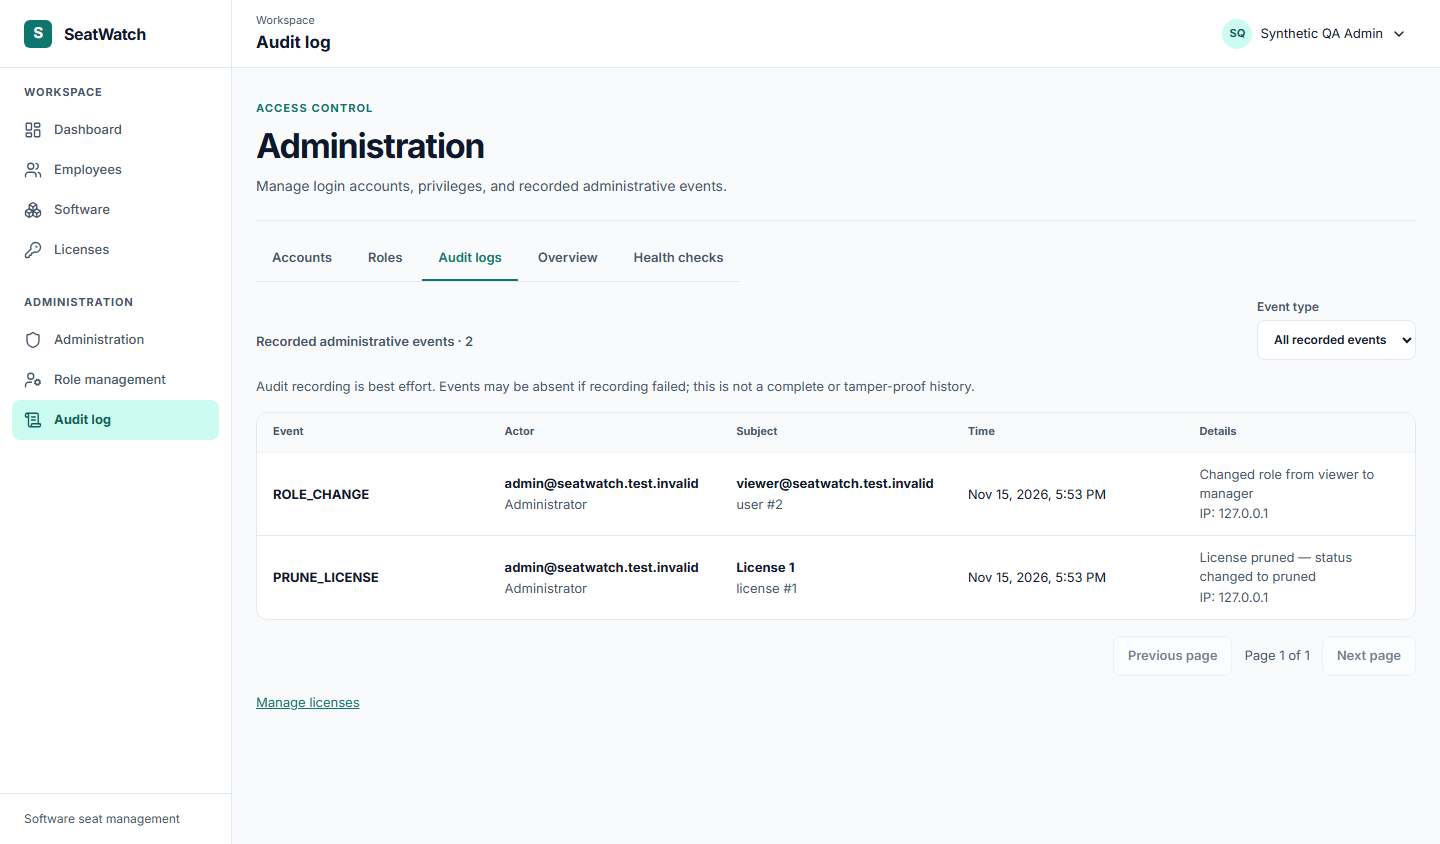 S
SeatWatch
WORKSPACE
Dashboard
Employees
Software
Licenses
ADMINISTRATION
Administration
Role management
Audit log
Software seat management
Workspace
Audit log
SQ
Synthetic QA Admin
ACCESS CONTROL
Administration
Manage login accounts, privileges, and recorded administrative events.
Accounts Roles Audit logs Overview Health checks
Event type
All recorded events
Recorded administrative events · 2
Audit recording is best effort. Events may be absent if recording failed; this is not a complete or tamper-proof history.
Event Actor Subject Time Details
ROLE_CHANGE
admin@seatwatch.test.invalid
Administrator
viewer@seatwatch.test.invalid
user #2
Nov 15, 2026, 5:53 PM
Changed role from viewer to
manager
IP: 127.0.0.1
PRUNE_LICENSE
admin@seatwatch.test.invalid
Administrator
License 1
license #1
Nov 15, 2026, 5:53 PM
License pruned — status
changed to pruned
IP: 127.0.0.1
Previous page Page 1 of 1 Next page
Manage licenses